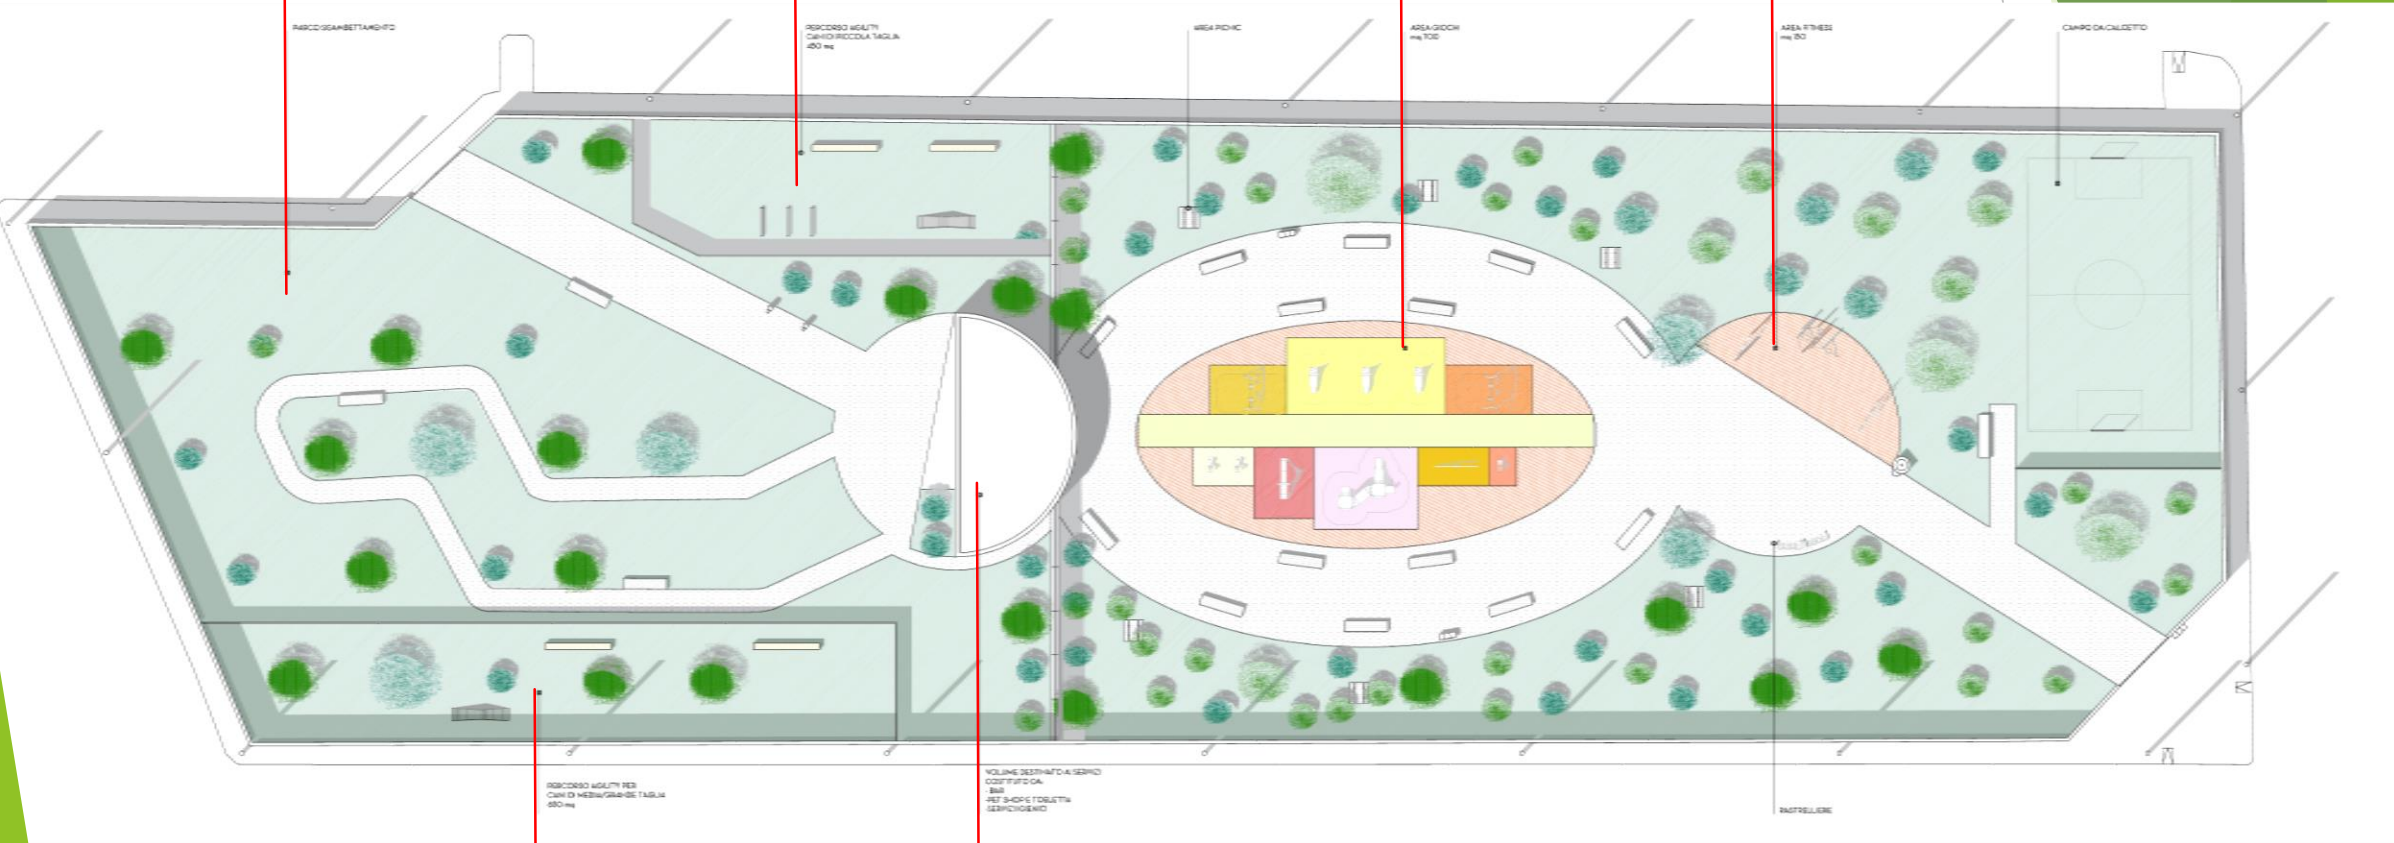 PARCO SGAMBETTAMENTO
PERCORSO AGILITY
CANI DI PICCOLA TAGLIA
450 mq
AREA PICNIC
AREA GIOCHI
mq 700
AREA FITNESS
mq 150
CAMPO DA CALCETTO
PERCORSO AGILITY PER
CANI DI MEDIA/GRANDE TAGLIA
650 mq
VOLUME DESTINATO A SERVIZI
COSTITUITO DA:
- BAR
-PET SHOP E TOELETTA
-SERVIZI IGIENICI
RASTRELLIERE